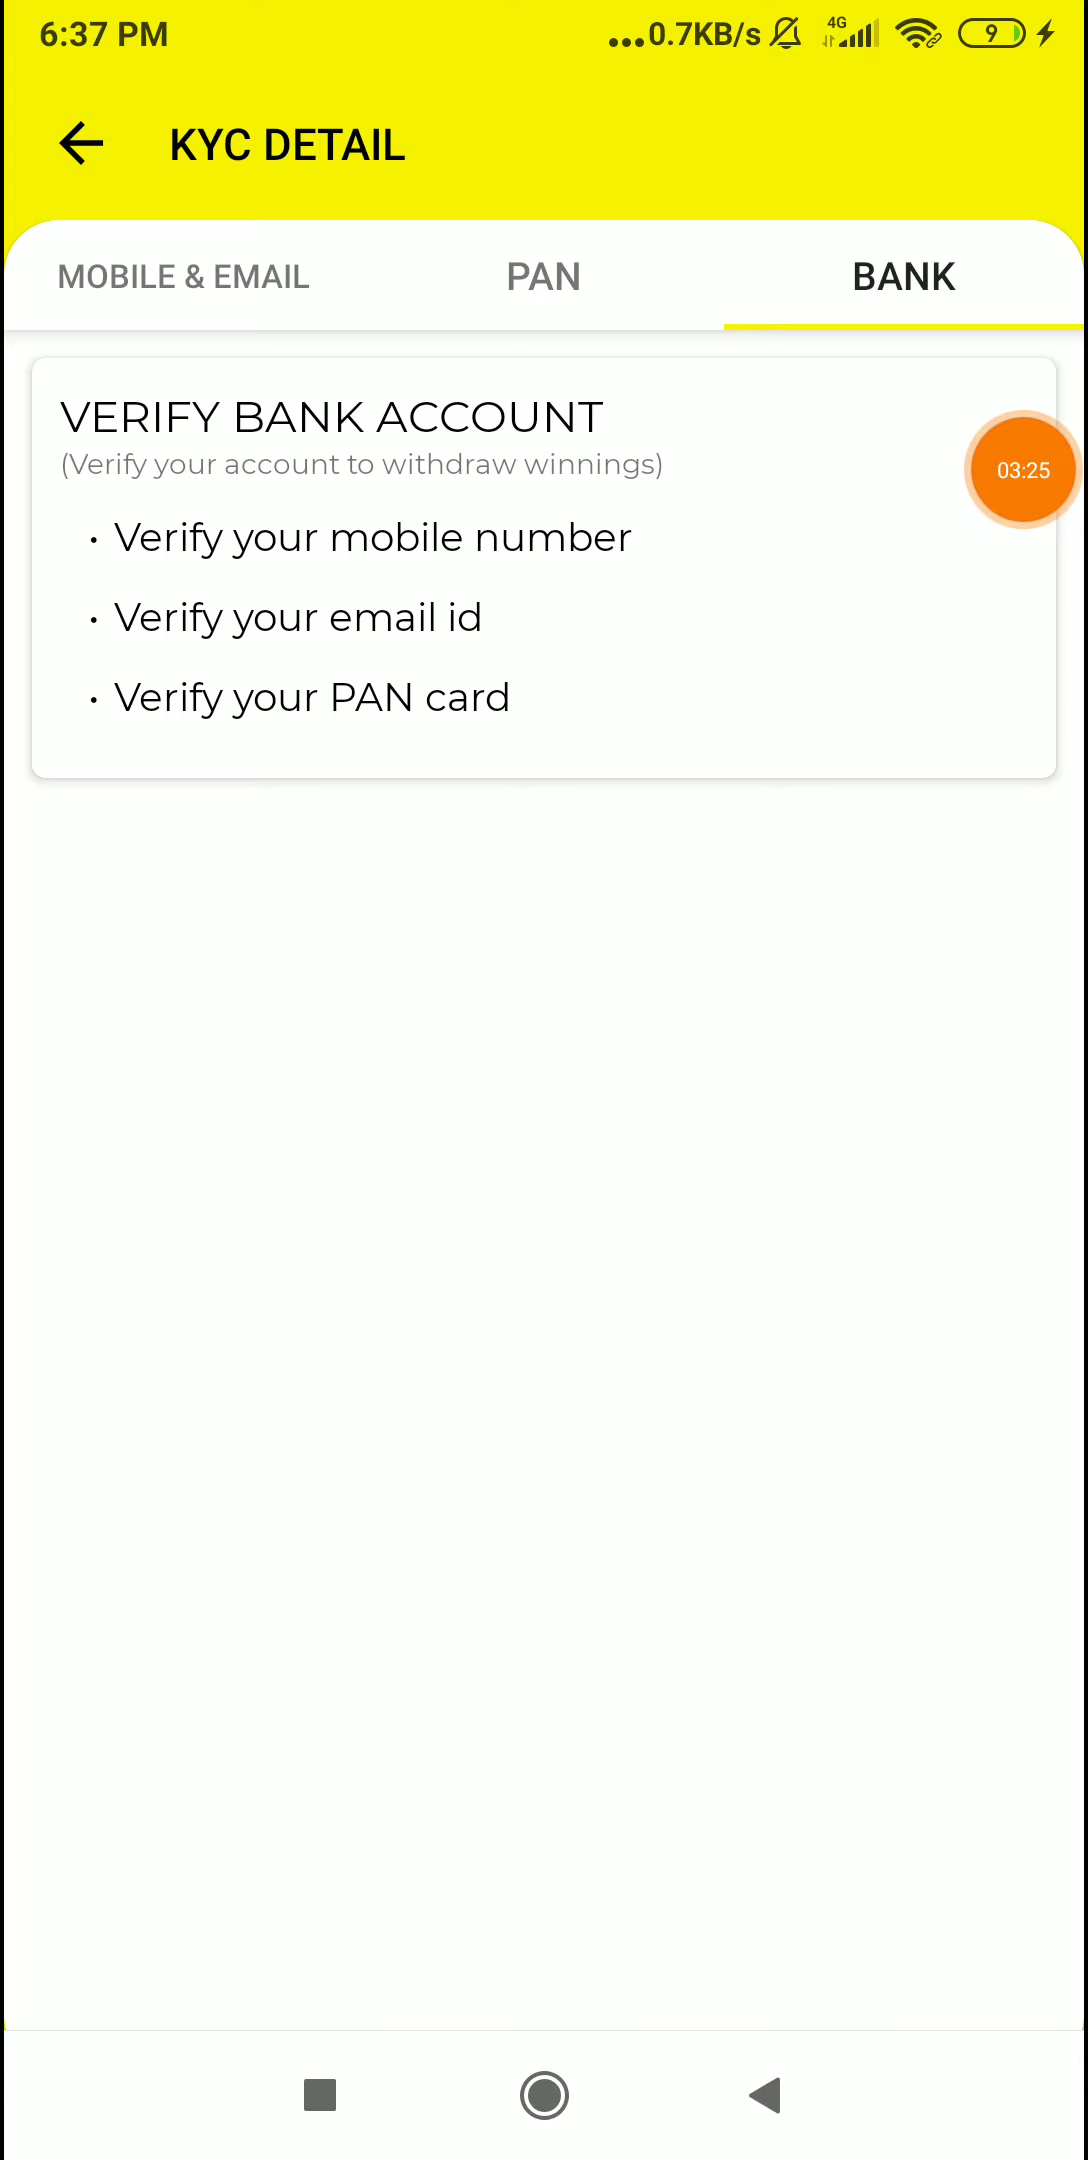 6:37 PM
...0.7KB/s 4G 9
KYC DETAIL
MOBILE & EMAIL PAN BANK
VERIFY BANK ACCOUNT
(Verify your account to withdraw winnings)
03:25
• Verify your mobile number
• Verify your email id
• Verify your PAN card